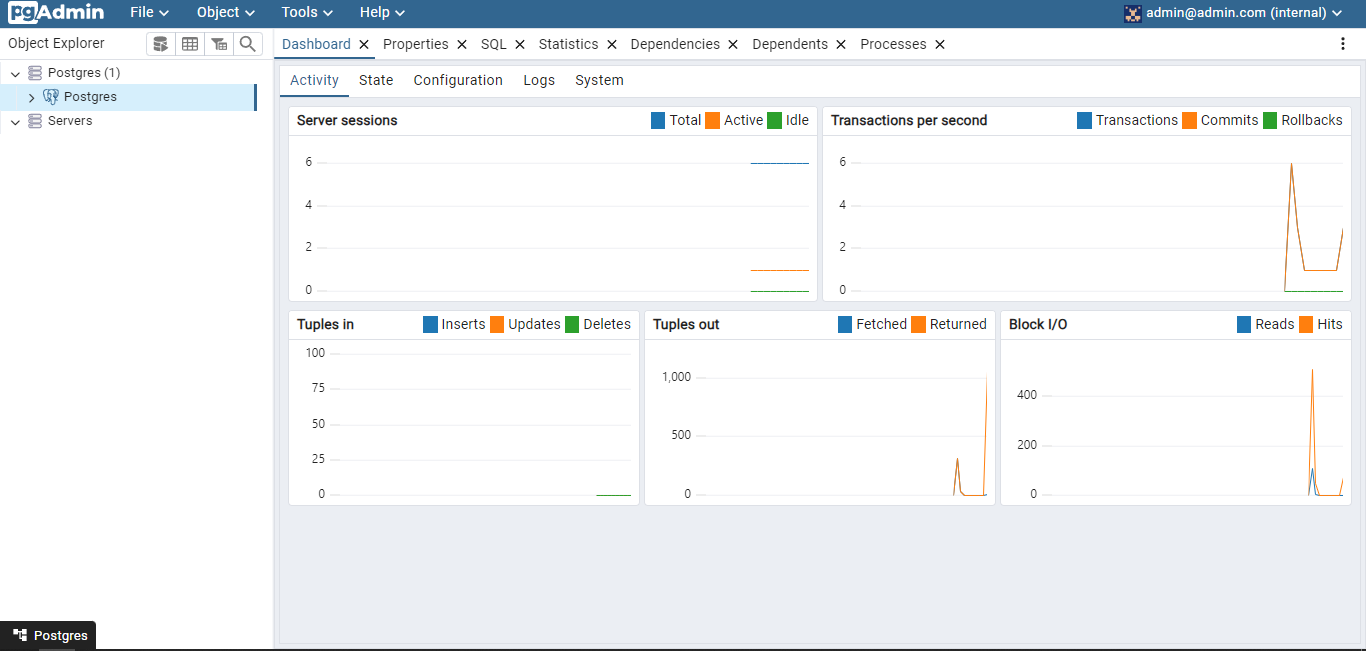 pgAdmin File Object Tools Help admin@admin.com (internal)
Object Explorer
Dashboard Properties SQL Statistics Dependencies Dependents Processes
Postgres (1)
Postgres
Servers
Activity State Configuration Logs System
Server sessions Total Active Idle
6
4
2
0
Transactions per second Transactions Commits Rollbacks
6
4
2
0
Tuples in Inserts Updates Deletes
100
75
50
25
0
Tuples out Fetched Returned
1,000
500
0
Block I/O Reads Hits
400
200
0
Postgres